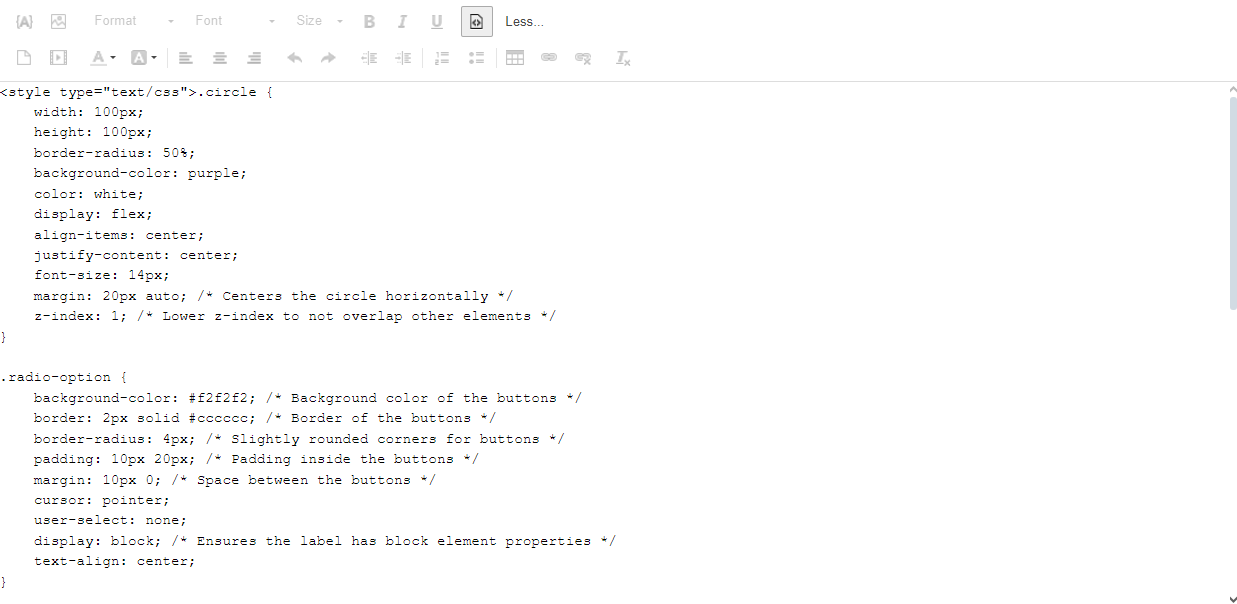 {A} Format Font Size B I U Less...
A A
<style type="text/css">.circle {
    width: 100px;
    height: 100px;
    border-radius: 50%;
    background-color: purple;
    color: white;
    display: flex;
    align-items: center;
    justify-content: center;
    font-size: 14px;
    margin: 20px auto; /* Centers the circle horizontally */
    z-index: 1; /* Lower z-index to not overlap other elements */
}

.radio-option {
    background-color: #f2f2f2; /* Background color of the buttons */
    border: 2px solid #cccccc; /* Border of the buttons */
    border-radius: 4px; /* Slightly rounded corners for buttons */
    padding: 10px 20px; /* Padding inside the buttons */
    margin: 10px 0; /* Space between the buttons */
    cursor: pointer;
    user-select: none;
    display: block; /* Ensures the label has block element properties */
    text-align: center;
}